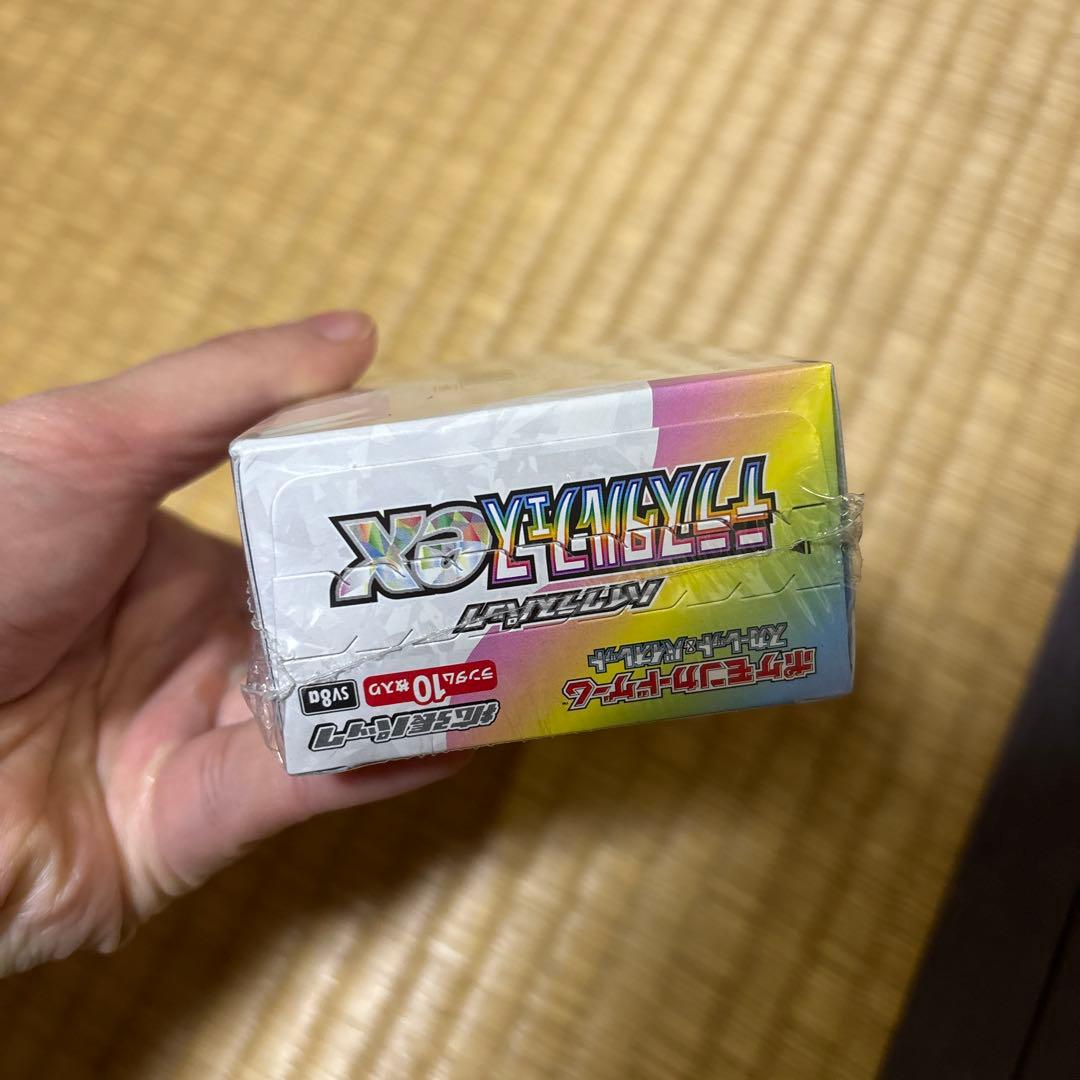 ポケモンカードゲーム
スカーレット&バイオレット
拡張パック
ランダム10枚入り
SV8a
ハイクラスパック
テラスタルフェスex